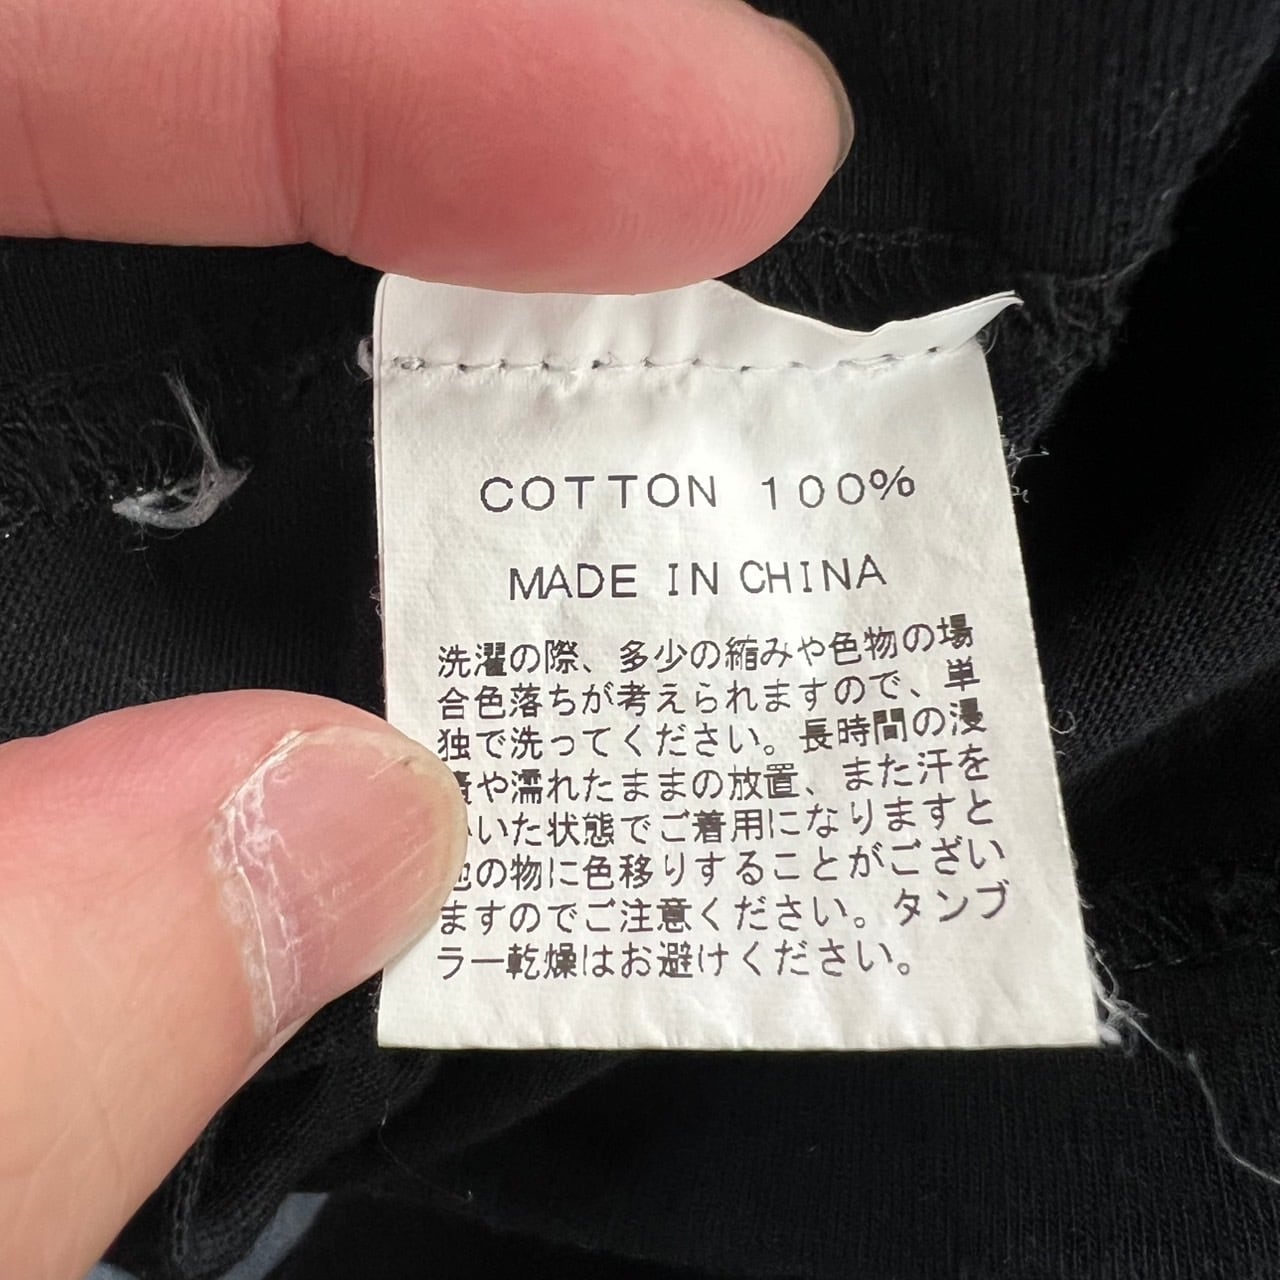 COTTON 100%
MADE IN CHINA
洗濯の際、多少の縮みや色物の場
合色落ちが考えられますので、単
独で洗ってください。長時間の浸
漬や濡れたままの放置、また汗を
いた状態でご着用になりますと
他の物に色移りすることがござい
ますのでご注意ください。タンブ
ラー乾燥はお避けください。